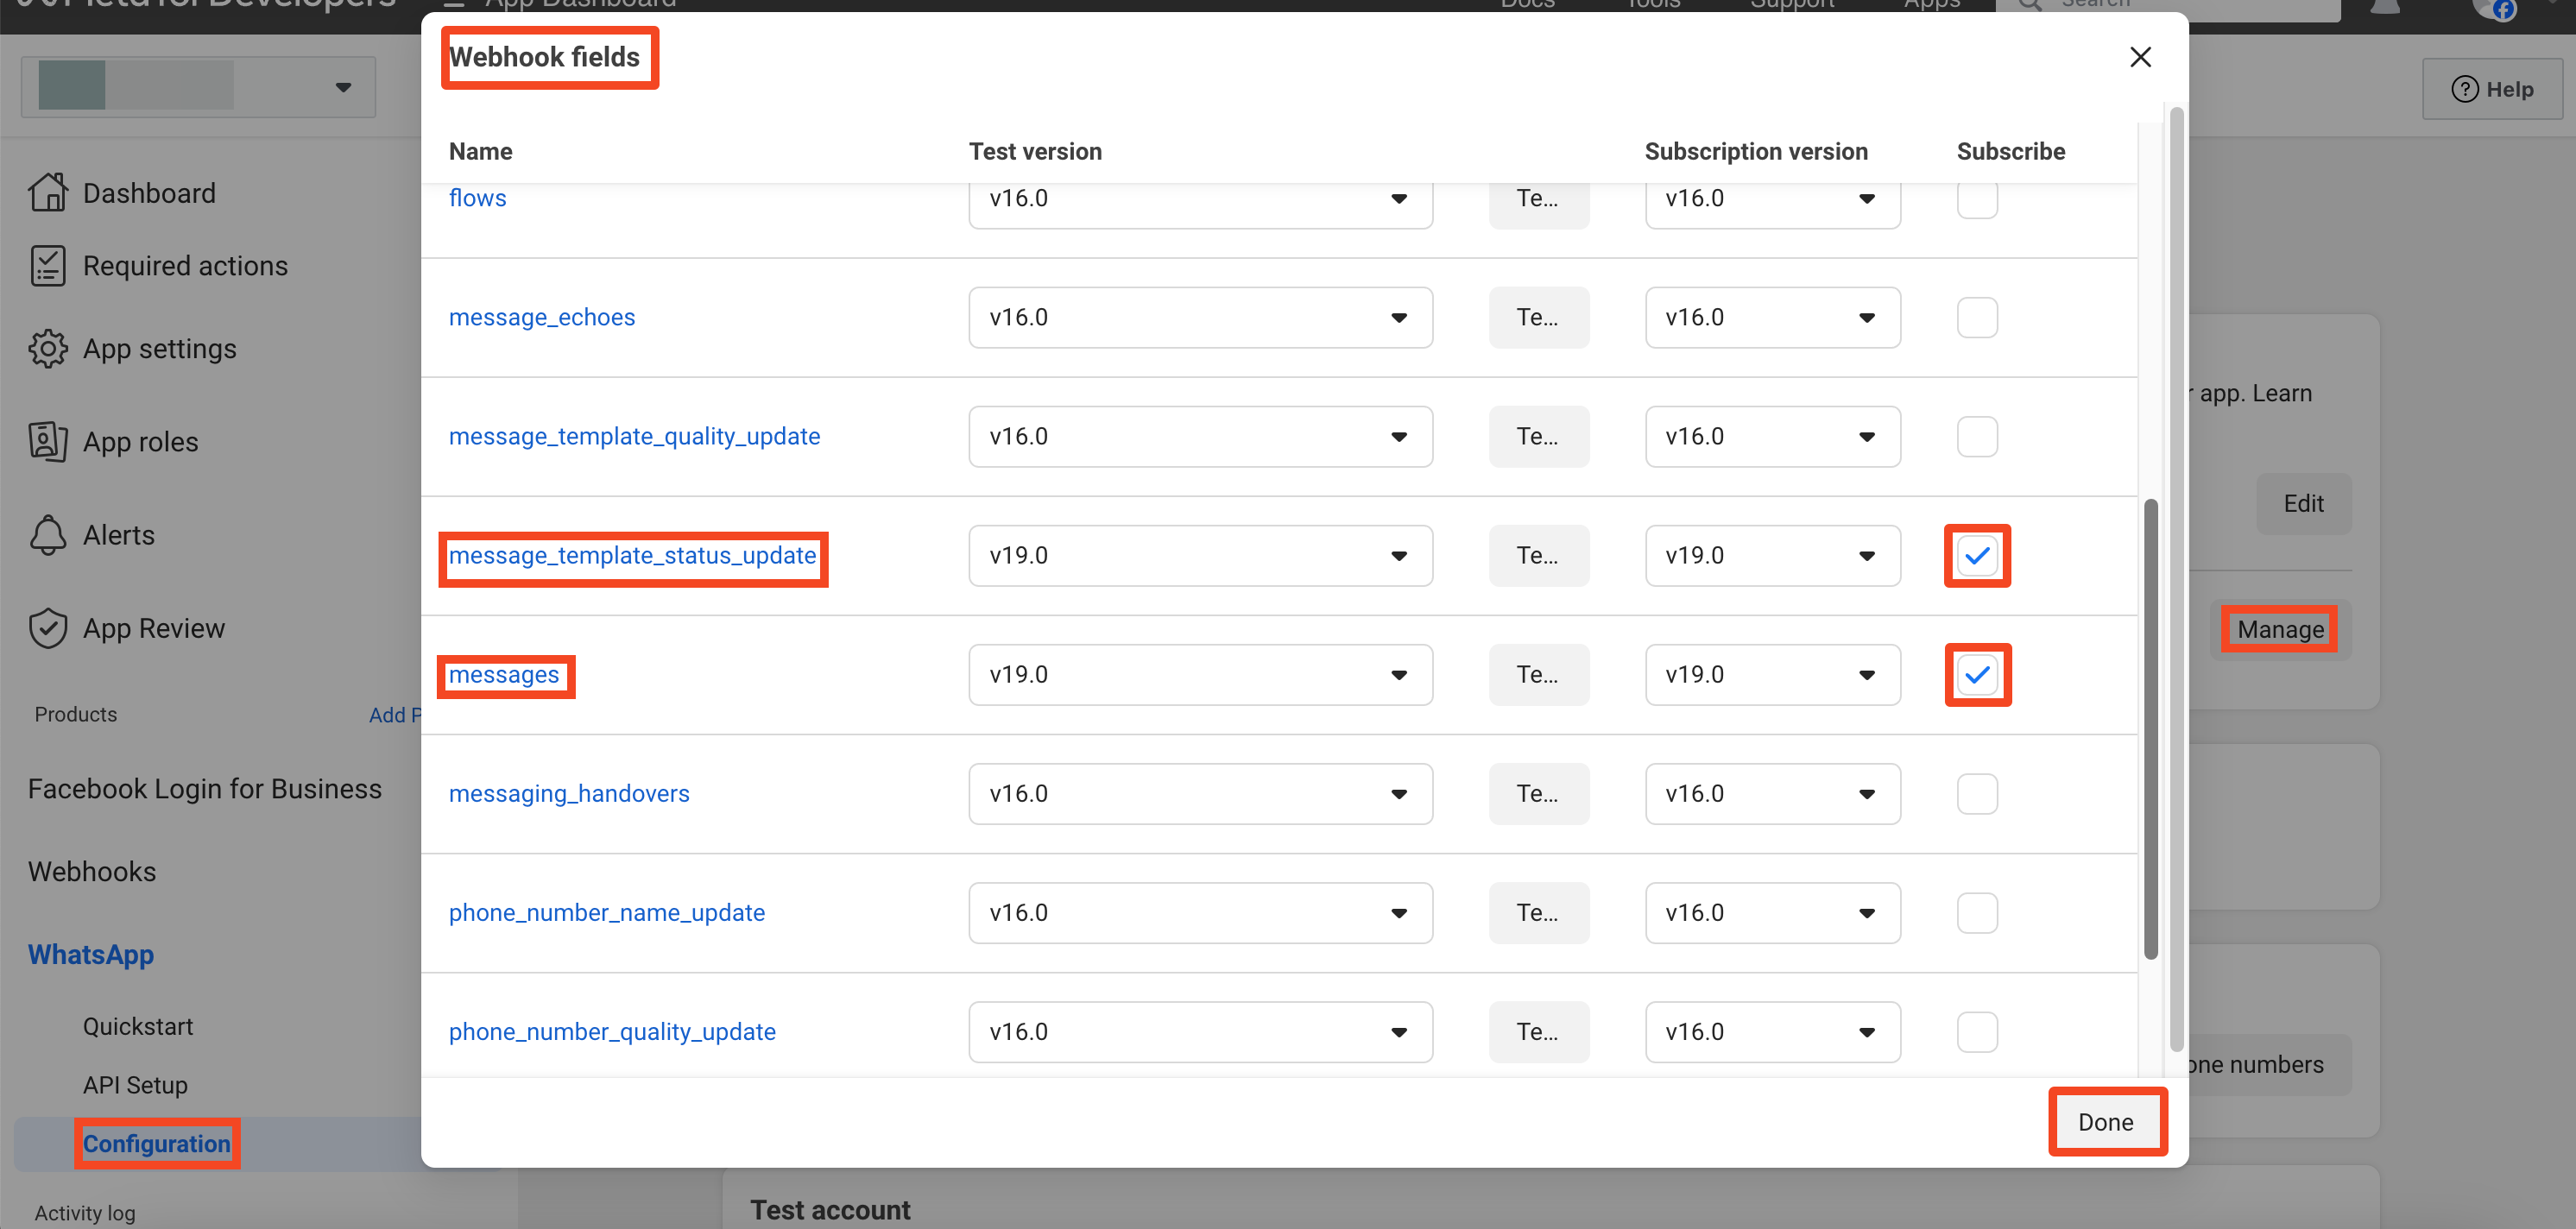 Meta for Developers
App Dashboard
Docs Tools Support Apps Search
Help
Dashboard
Required actions
App settings
App roles
Alerts
App Review
Products
Add P
Facebook Login for Business
Webhooks
WhatsApp
Quickstart
API Setup
Configuration
Activity log
Webhook fields
Name Test version Subscription version Subscribe
flows v16.0 Te... v16.0
message_echoes v16.0 Te... v16.0
message_template_quality_update v16.0 Te... v16.0
message_template_status_update v19.0 Te... v19.0
messages v19.0 Te... v19.0
messaging_handovers v16.0 Te... v16.0
phone_number_name_update v16.0 Te... v16.0
phone_number_quality_update v16.0 Te... v16.0
Done
r app. Learn
Edit
Manage
one numbers
Test account